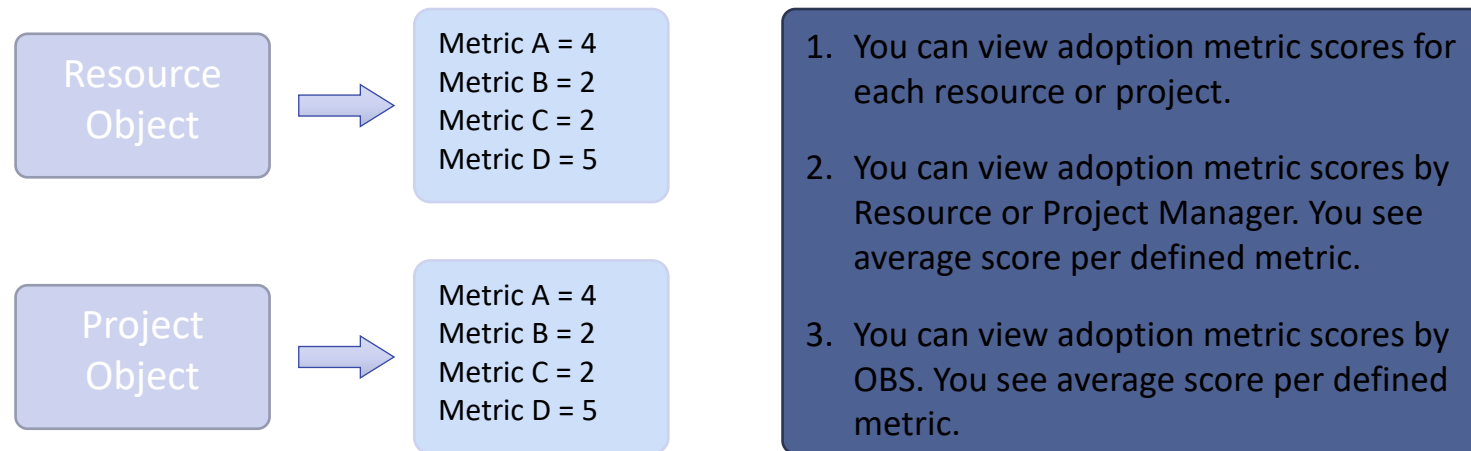 Resource
Object
Metric A = 4
Metric B = 2
Metric C = 2
Metric D = 5
Project
Object
Metric A = 4
Metric B = 2
Metric C = 2
Metric D = 5
1. You can view adoption metric scores for
each resource or project.
2. You can view adoption metric scores by
Resource or Project Manager. You see
average score per defined metric.
3. You can view adoption metric scores by
OBS. You see average score per defined
metric.